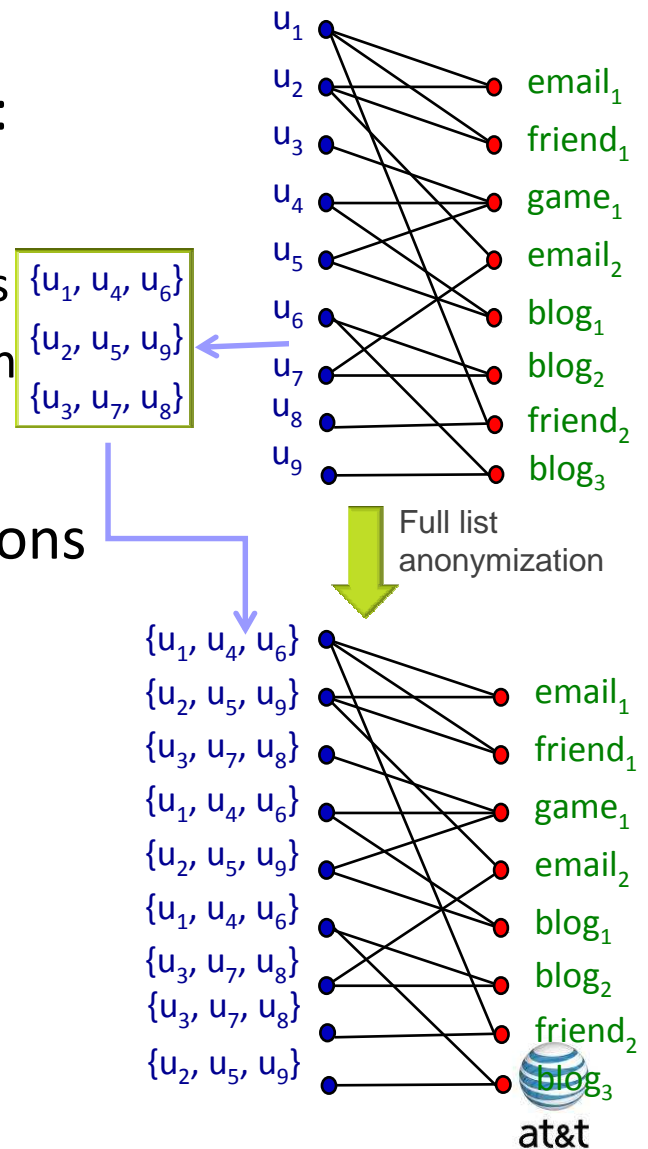 u₁
u₂
email₁
:
u₃
friend₁
u₄
game₁
u₅
email₂
s
{u₁, u₄, u₆}
u₆
blog₁
{u₂, u₅, u₉}
n
u₇
blog₂
{u₃, u₇, u₈}
u₈
friend₂
u₉
blog₃
ons
Full list
anonymization
{u₁, u₄, u₆}
{u₂, u₅, u₉}
email₁
{u₃, u₇, u₈}
friend₁
{u₁, u₄, u₆}
game₁
{u₂, u₅, u₉}
email₂
{u₁, u₄, u₆}
blog₁
{u₃, u₇, u₈}
blog₂
{u₃, u₇, u₈}
friend₂
{u₂, u₅, u₉}
blog₃
at&t